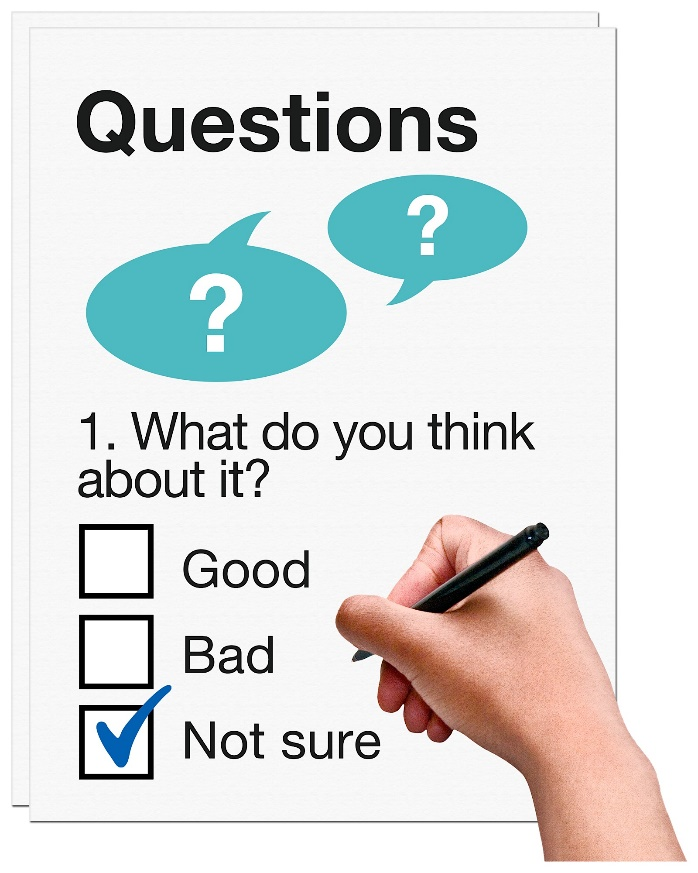 Questions
?
?
1. What do you think
about it?
Good
Bad
Not sure